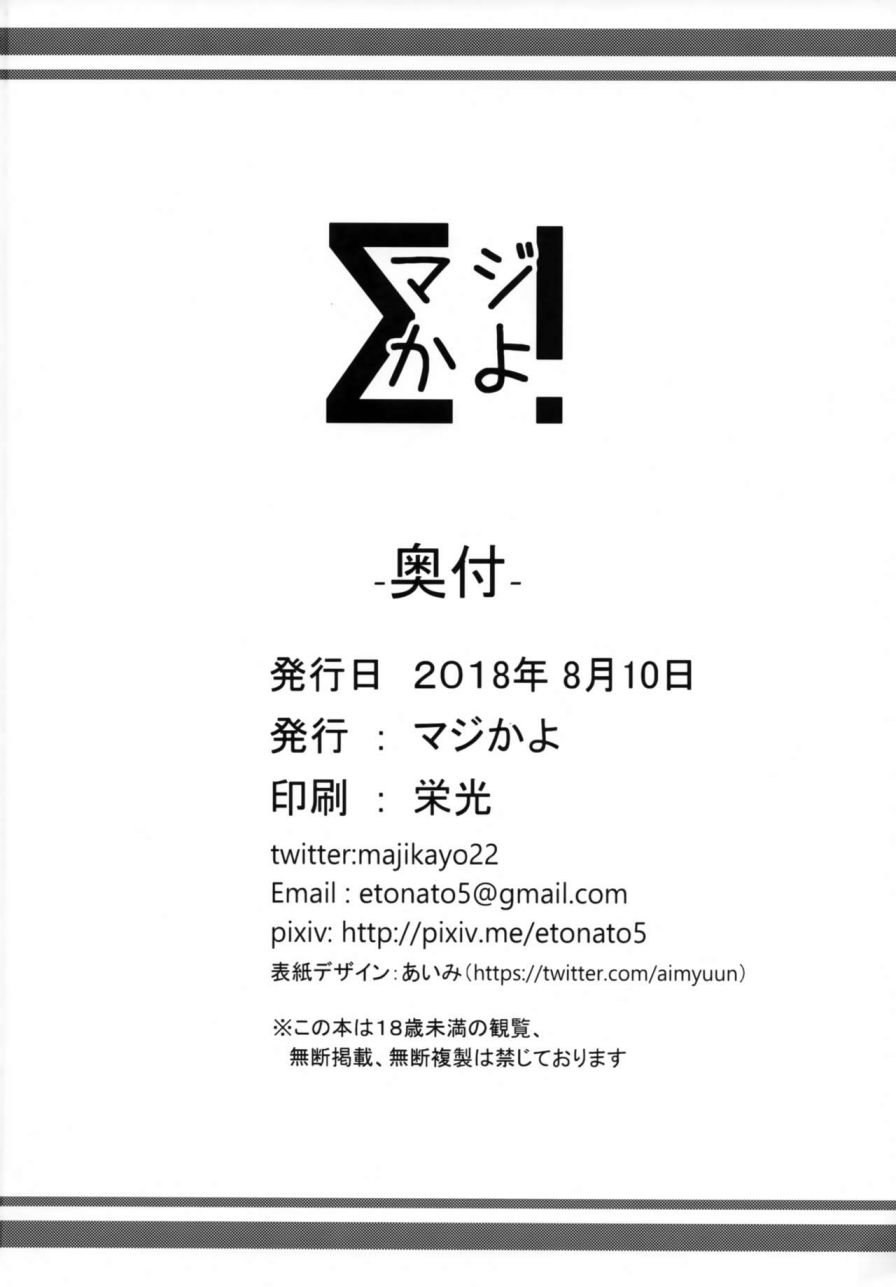 Σマジ!
かよ
-奥付-
発行日 2018年 8月10日
発行 : マジかよ
印刷 : 栄光
twitter:majikayo22
Email : etonato5@gmail.com
pixiv: http://pixiv.me/etonato5
表紙デザイン:あいみ(https://twitter.com/aimyuun)
※この本は18歳未満の観覧、
無断掲載、無断複製は禁じております